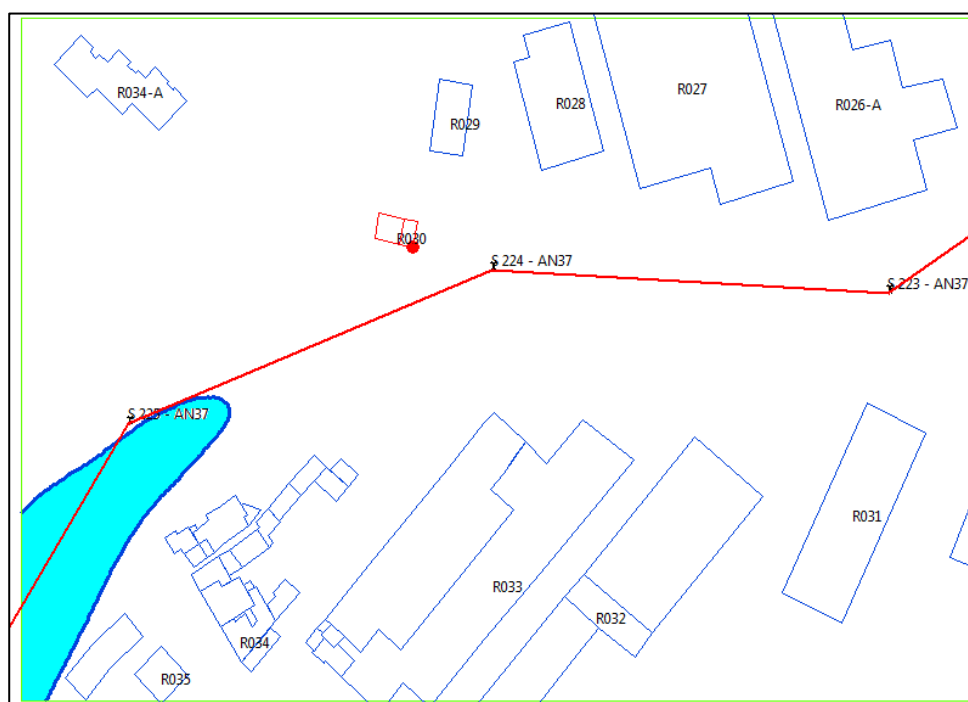 R034-A
R029
R028
R027
R026-A
R030
S 224 - AN37
S 223 - AN37
S 225 - AN37
R031
R033
R032
R034
R035